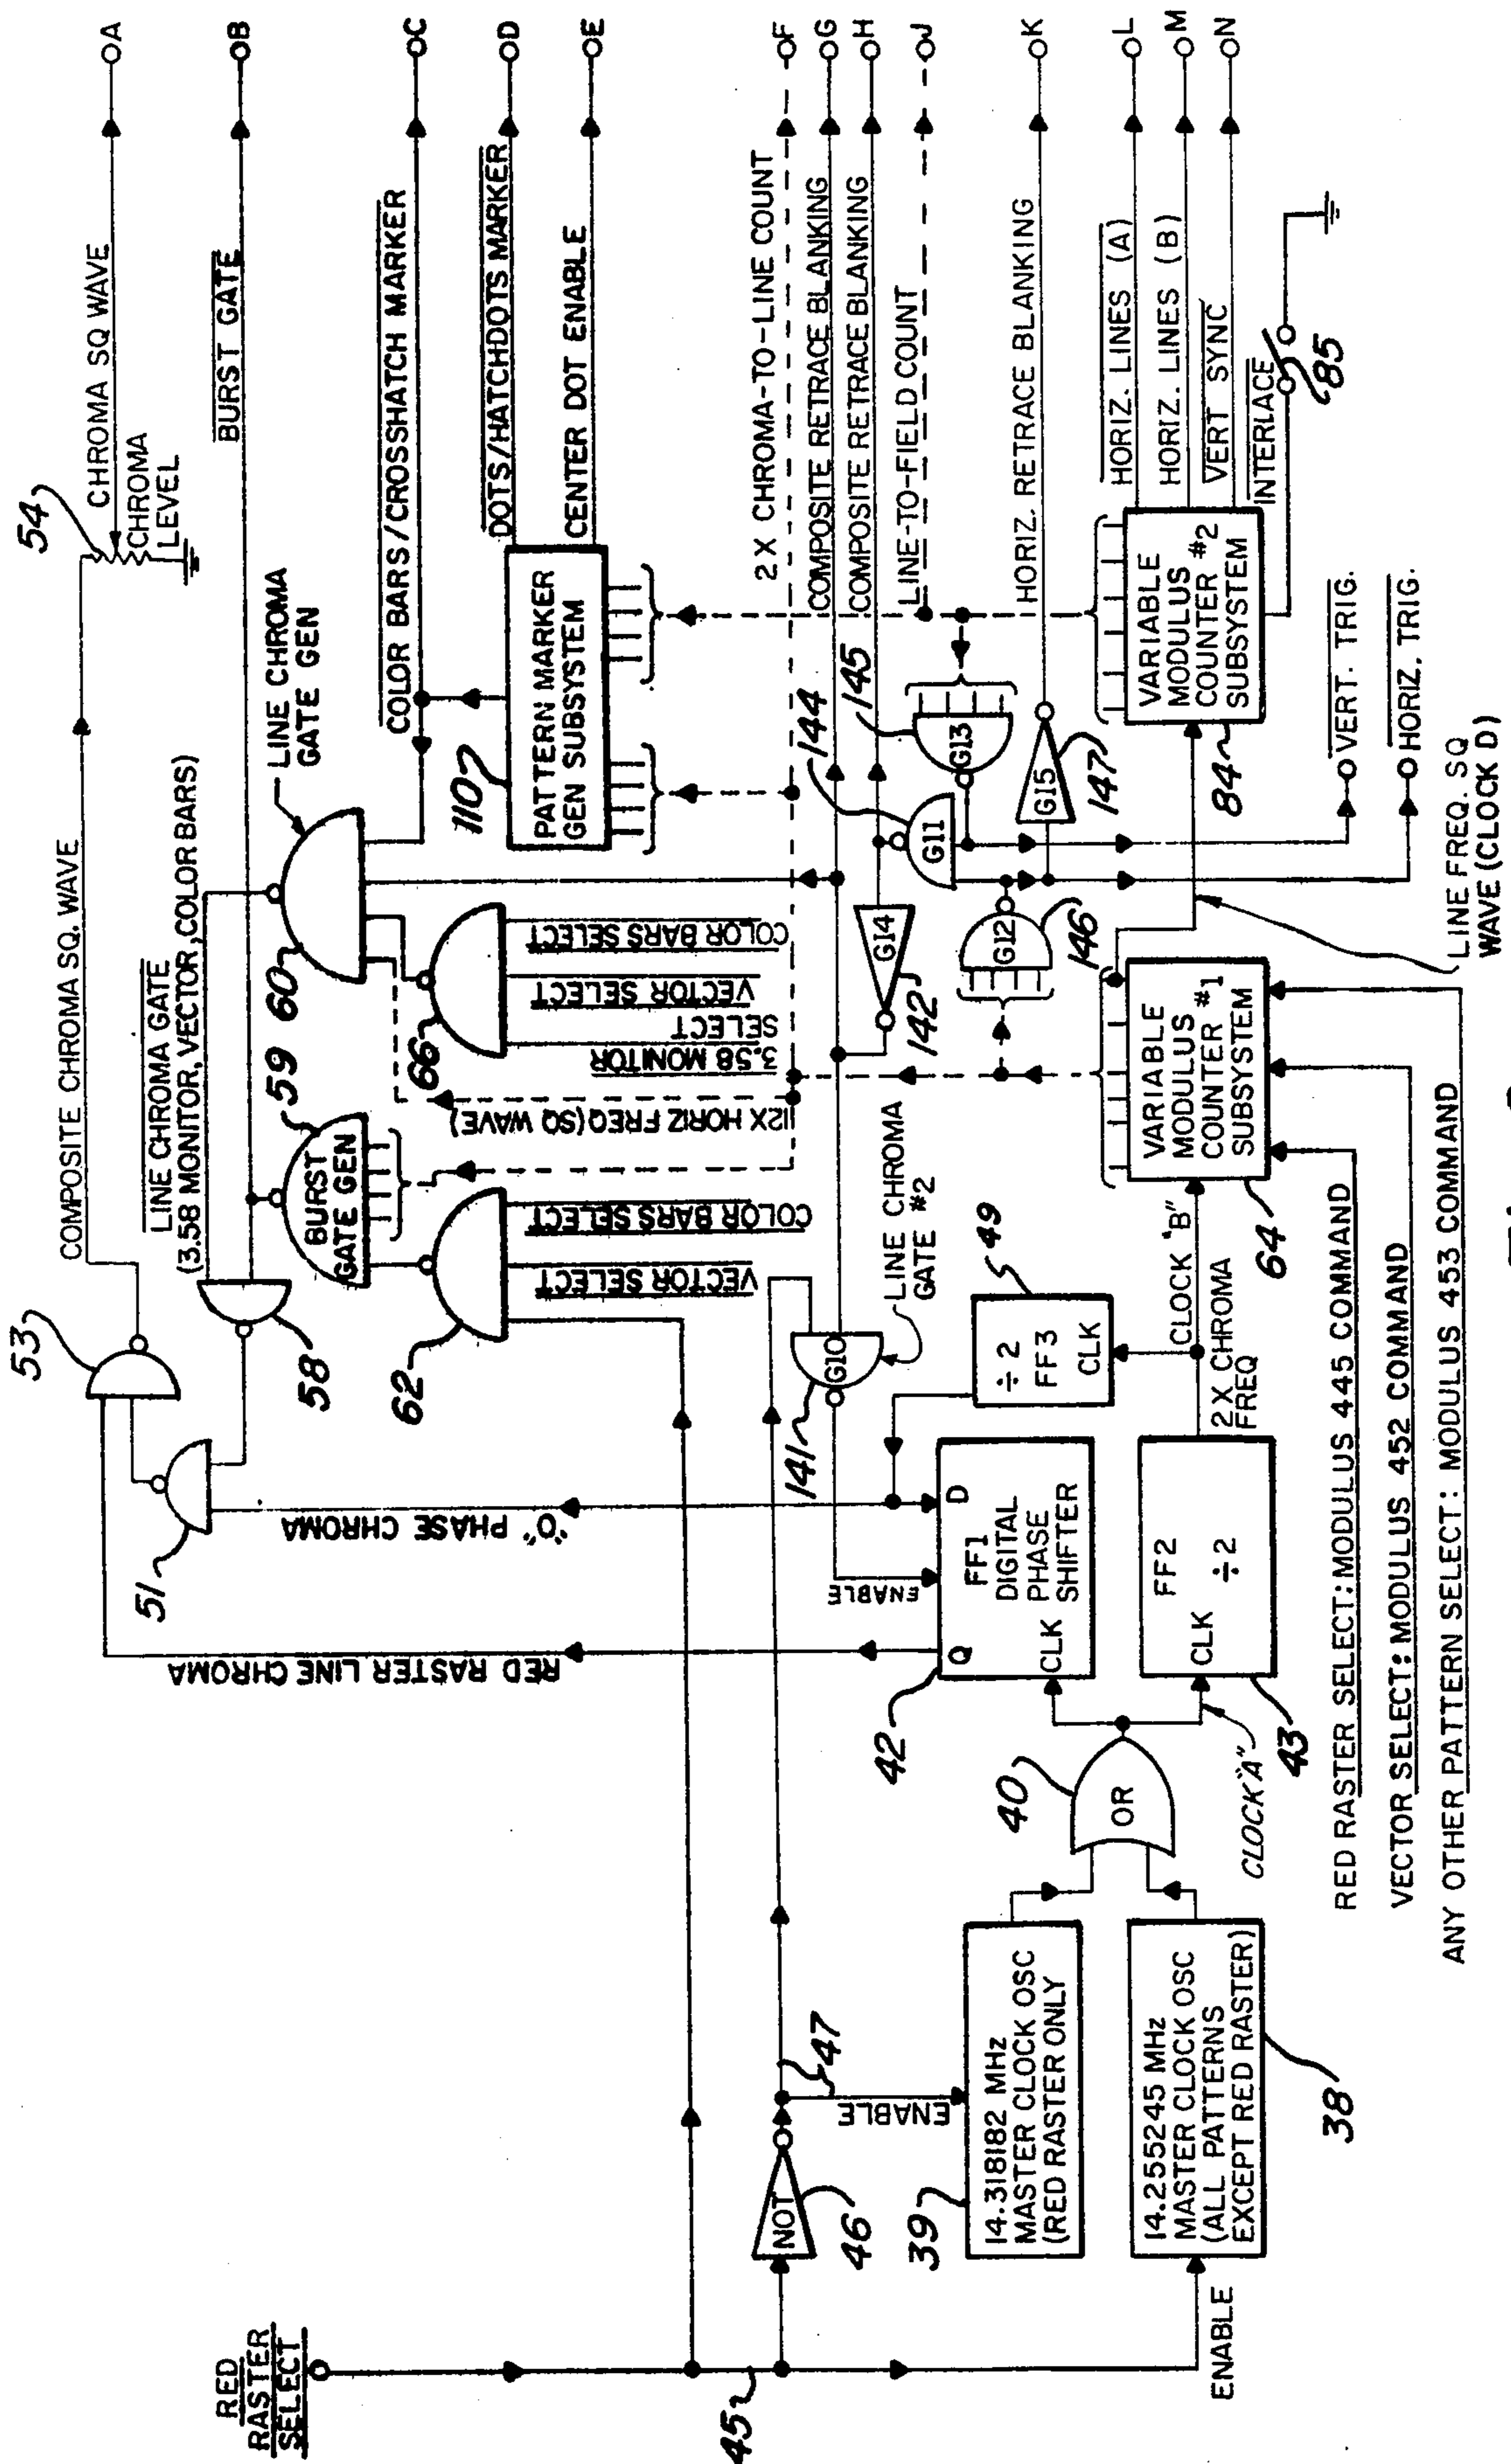 RED
RASTER
SELECT
45
NOT
46
47
ENABLE
39
14.318182 MHz
MASTER CLOCK OSC
(RED RASTER ONLY
14.255245 MHz
MASTER CLOCK OSC
(ALL PATTERNS
EXCEPT RED RASTER)
38
ENABLE
OR
40
CLOCK "A"
42
Q
D
FF1
DIGITAL
PHASE
SHIFTER
CLK
ENABLE
FF2
÷2
CLK
43
RED RASTER LINE CHROMA
"0" PHASE CHROMA
51
53
58
62
VECTOR SELECT
COLOR BARS SELECT
141
G10
LINE CHROMA
GATE #2
49
÷2
FF3
CLK
CLOCK "B"
2 X CHROMA
FREQ
RED RASTER SELECT: MODULUS 445 COMMAND
VECTOR SELECT: MODULUS 452 COMMAND
ANY OTHER PATTERN SELECT: MODULUS 453 COMMAND
64
VARIABLE
MODULUS
COUNTER #1
SUBSYSTEM
COMPOSITE CHROMA SQ. WAVE
LINE CHROMA GATE
(3.58 MONITOR, VECTOR, COLOR BARS)
59
BURST
GATE GEN
60
LINE CHROMA
GATE GEN
66
3.58 MONITOR
SELECT
VECTOR SELECT
COLOR BARS SELECT
112X HORIZ FREQ (SQ WAVE)
54
CHROMA SQ WAVE
CHROMA
LEVEL
A
BURST GATE
B
COLOR BARS/CROSSHATCH MARKER
C
110
PATTERN MARKER
GEN SUBSYSTEM
DOTS/HATCHDOTS MARKER
D
CENTER DOT ENABLE
E
2 X CHROMA-TO-LINE COUNT
F
COMPOSITE RETRACE BLANKING
G
COMPOSITE RETRACE BLANKING
H
LINE-TO-FIELD COUNT
J
HORIZ. RETRACE BLANKING
K
144
145
G13
G11
G14
142
G12
146
G15
147
84
VARIABLE
MODULUS
COUNTER #2
SUBSYSTEM
HORIZ. LINES (A)
L
HORIZ. LINES (B)
M
VERT SYNC
N
INTERLACE
85
VERT. TRIG.
HORIZ. TRIG.
LINE FREQ. SQ
WAVE (CLOCK D)